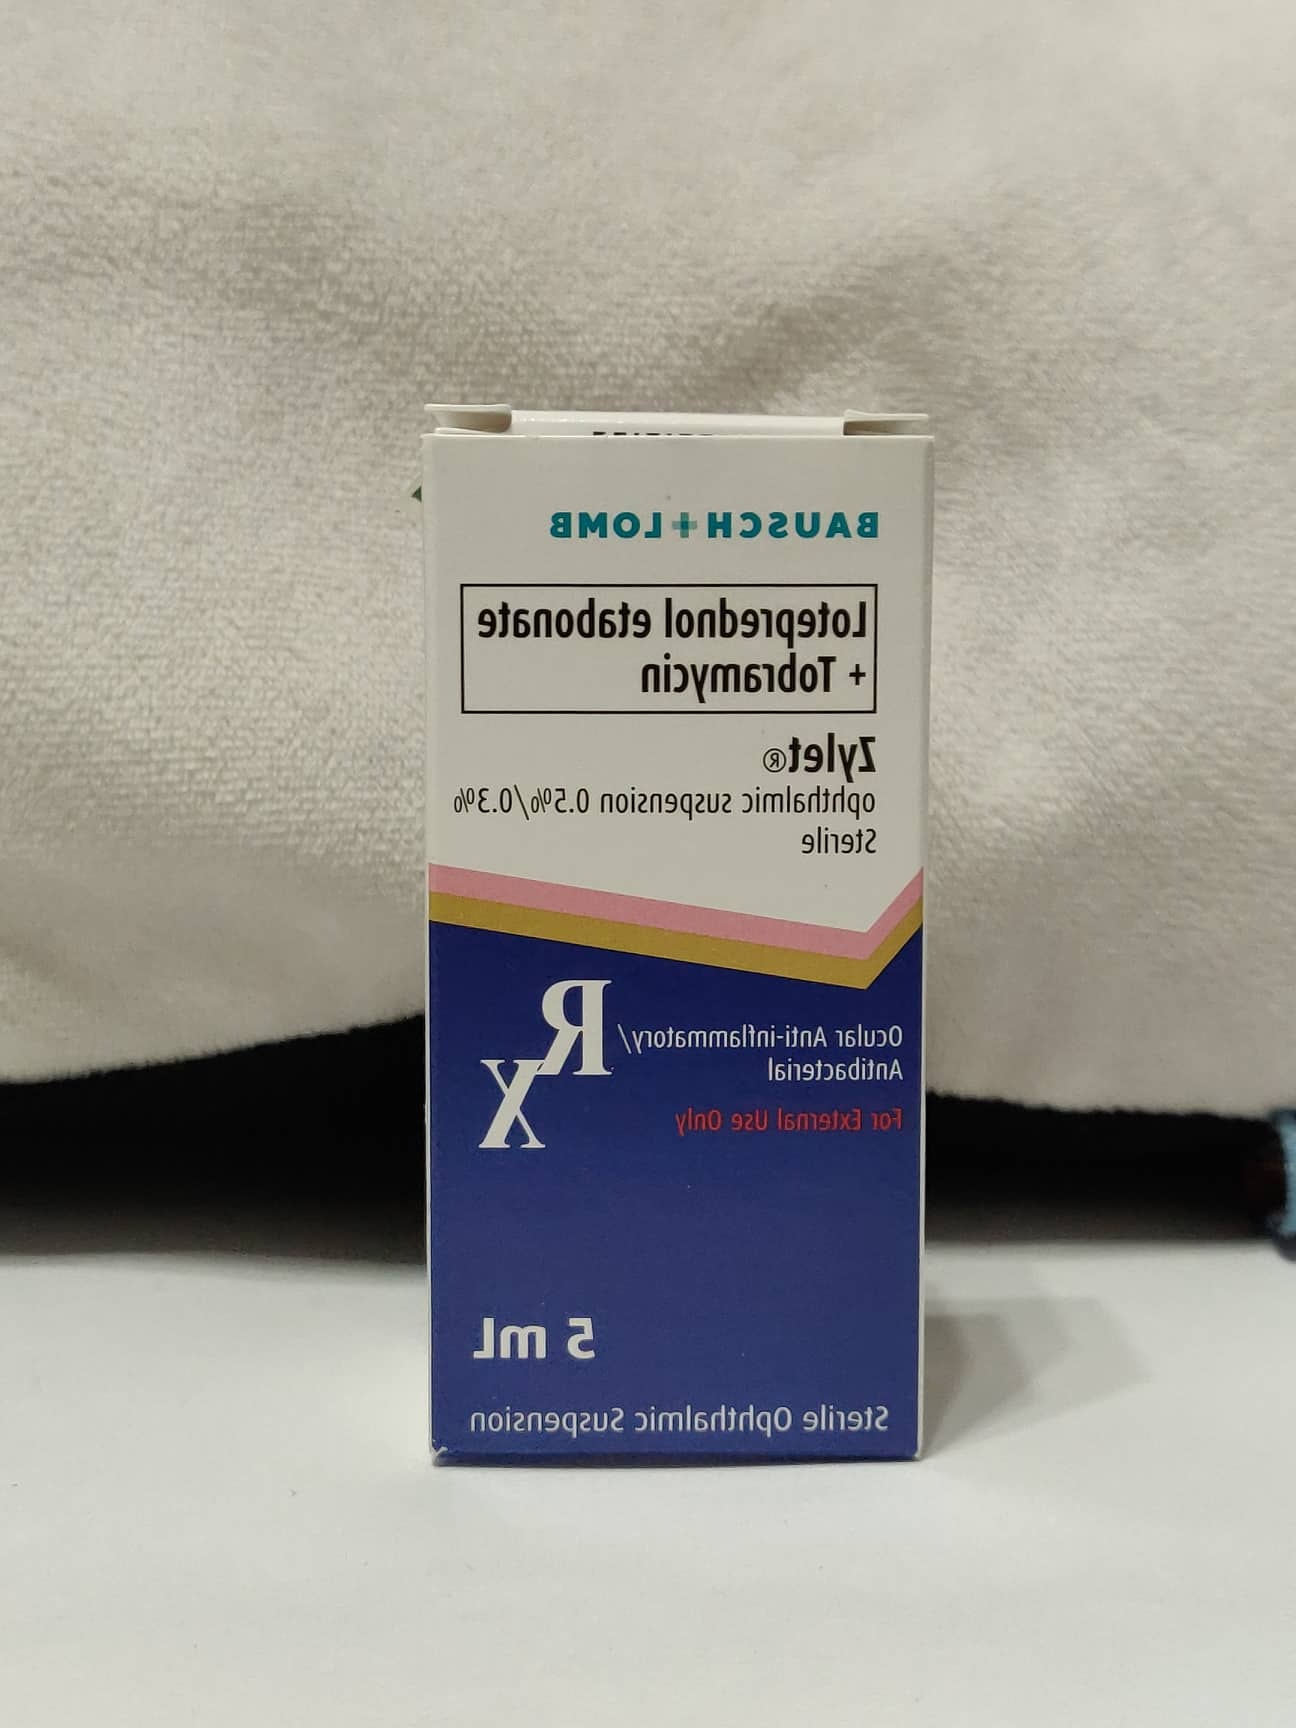 BAUSCH + LOMB
Loteprednol etabonate
+ Tobramycin
Zylet®
ophthalmic suspension 0.5%/0.3%
Sterile
Rx
Ocular Anti-inflammatory/
Antibacterial
For External Use Only
5 mL
Sterile Ophthalmic Suspension